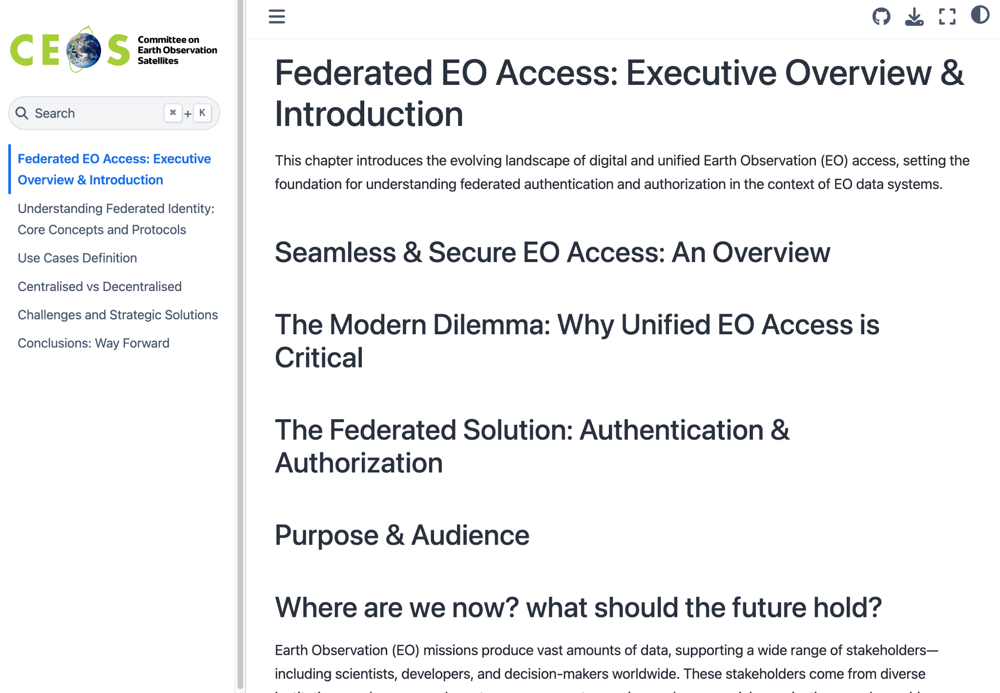 CEOS
Committee on
Earth Observation
Satellites
Search
⌘ + K
Federated EO Access: Executive
Overview & Introduction
Understanding Federated Identity:
Core Concepts and Protocols
Use Cases Definition
Centralised vs Decentralised
Challenges and Strategic Solutions
Conclusions: Way Forward
Federated EO Access: Executive Overview &
Introduction
This chapter introduces the evolving landscape of digital and unified Earth Observation (EO) access, setting the
foundation for understanding federated authentication and authorization in the context of EO data systems.
Seamless & Secure EO Access: An Overview
The Modern Dilemma: Why Unified EO Access is
Critical
The Federated Solution: Authentication &
Authorization
Purpose & Audience
Where are we now? what should the future hold?
Earth Observation (EO) missions produce vast amounts of data, supporting a wide range of stakeholders—
including scientists, developers, and decision-makers worldwide. These stakeholders come from diverse